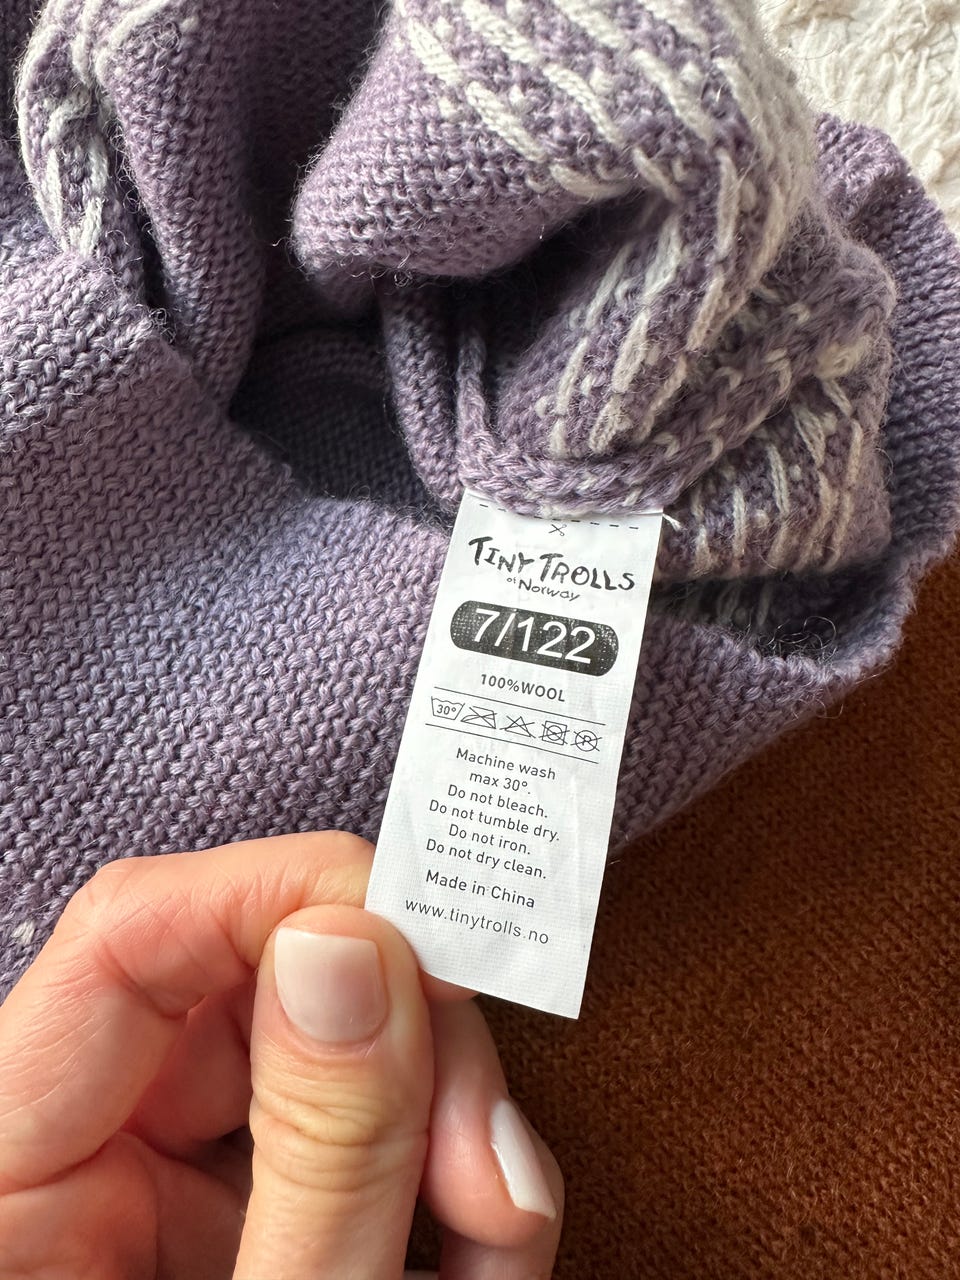 TINY TROLLS
of Norway
7/122
100%WOOL
30°
P
Machine wash
max 30°.
Do not bleach.
Do not tumble dry.
Do not iron.
Do not dry clean.
Made in China
www.tinytrolls.no